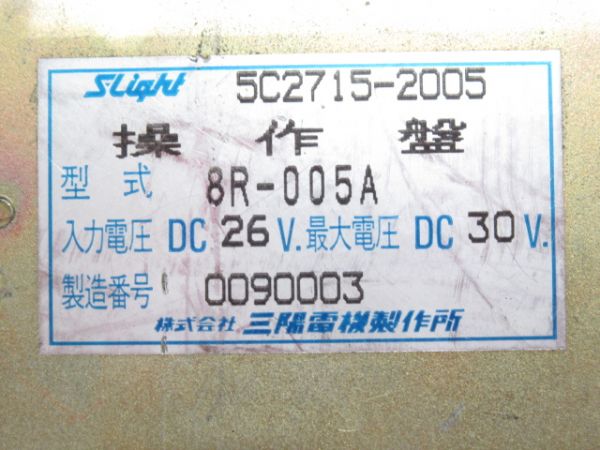 S-Light 5C2715-2005
操作盤
型式 8R-005A
入力電圧 DC 26 V. 最大電圧 DC 30 V.
製造番号 0090003
株式会社 三陽電機製作所